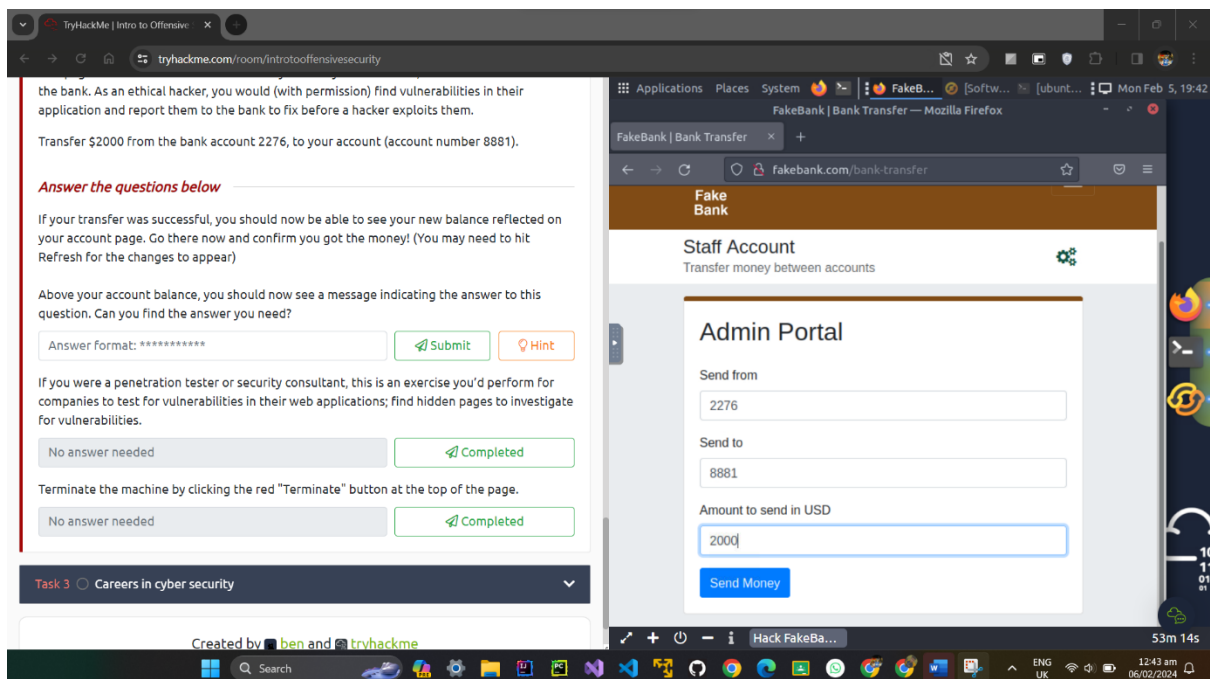 TryHackMe | Intro to Offensive
tryhackme.com/room/introtooffensivesecurity
the bank. As an ethical hacker, you would (with permission) find vulnerabilities in their
application and report them to the bank to fix before a hacker exploits them.
Transfer $2000 from the bank account 2276, to your account (account number 8881).
Answer the questions below
If your transfer was successful, you should now be able to see your new balance reflected on
your account page. Go there now and confirm you got the money! (You may need to hit
Refresh for the changes to appear)
Above your account balance, you should now see a message indicating the answer to this
question. Can you find the answer you need?
Answer format: ***********
Submit
Hint
If you were a penetration tester or security consultant, this is an exercise you'd perform for
companies to test for vulnerabilities in their web applications; find hidden pages to investigate
for vulnerabilities.
No answer needed
Completed
Terminate the machine by clicking the red "Terminate" button at the top of the page.
No answer needed
Completed
Task 3 Careers in cyber security
Created by ben and tryhackme
Applications Places System FakeB... [Softw... [ubunt... Mon Feb 5, 19:42
FakeBank | Bank Transfer — Mozilla Firefox
FakeBank | Bank Transfer
fakebank.com/bank-transfer
Fake
Bank
Staff Account
Transfer money between accounts
Admin Portal
Send from
2276
Send to
8881
Amount to send in USD
2000
Send Money
Hack FakeBa...
53m 14s
Search
ENG
UK
12:43 am
06/02/2024